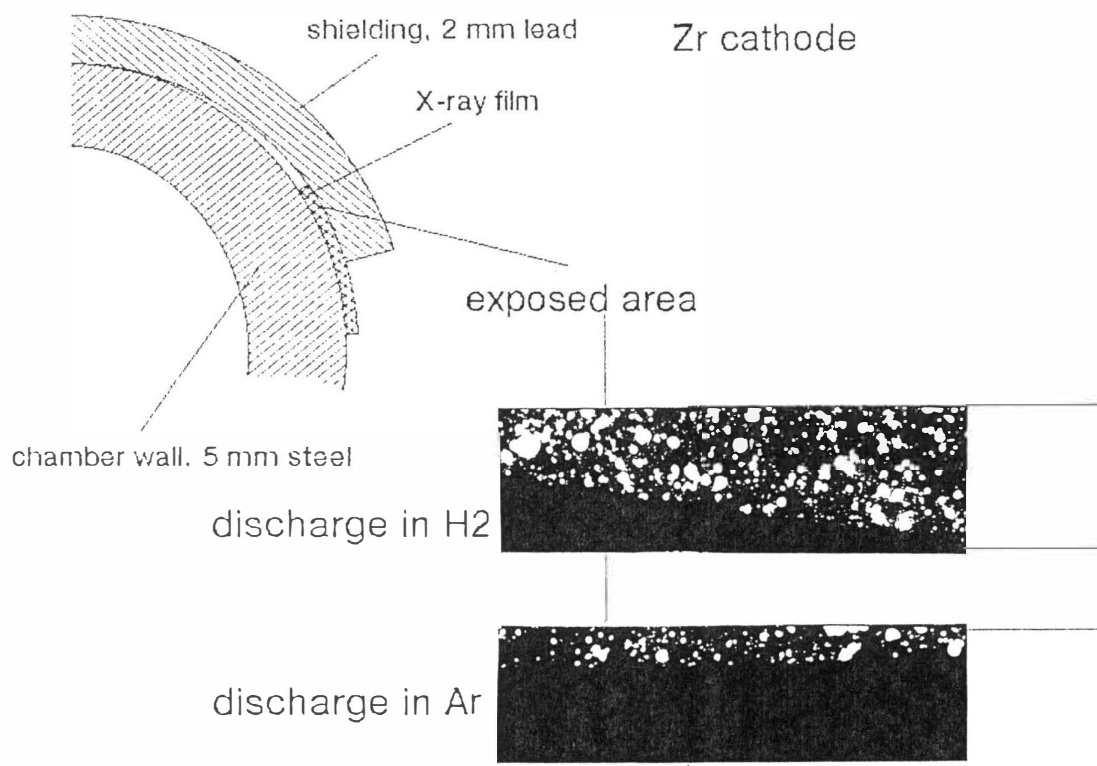 shielding, 2 mm lead
Zr cathode
X-ray film
exposed area
chamber wall. 5 mm steel
discharge in H2
discharge in Ar